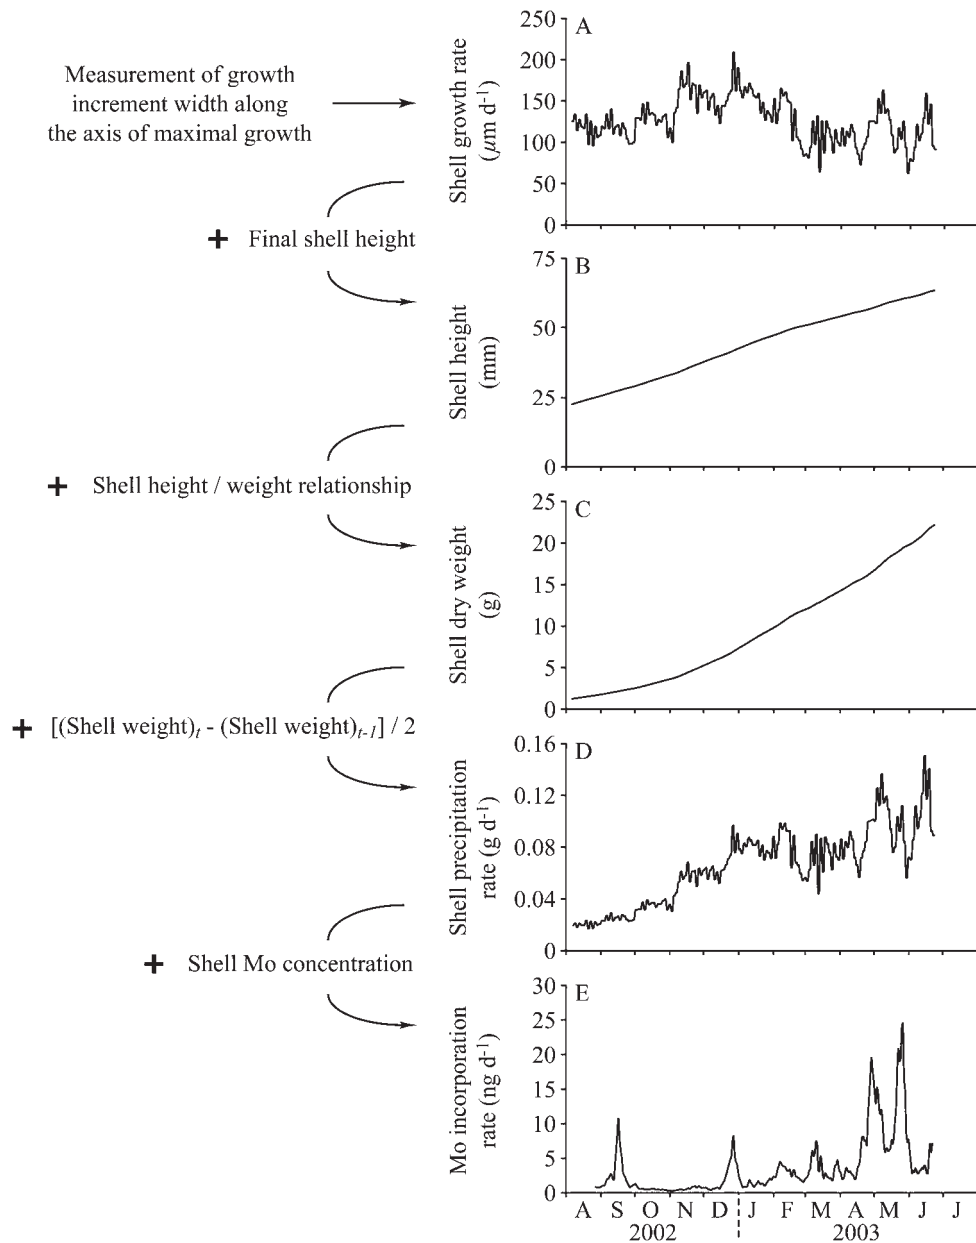 Measurement of growth
increment width along
the axis of maximal growth
+ Final shell height
+ Shell height / weight relationship
+ [(Shell weight)t - (Shell weight)t-1] / 2
+ Shell Mo concentration
A
Shell growth rate
(µm d-1)
250
200
150
100
50
0
B
Shell height
(mm)
75
50
25
0
C
Shell dry weight
(g)
25
20
15
10
5
0
D
Shell precipitation
rate (g d-1)
0.16
0.12
0.08
0.04
0
E
Mo incorporation
rate (ng d-1)
30
25
20
15
10
5
0
A S O N D J F M A M J J
2002 2003